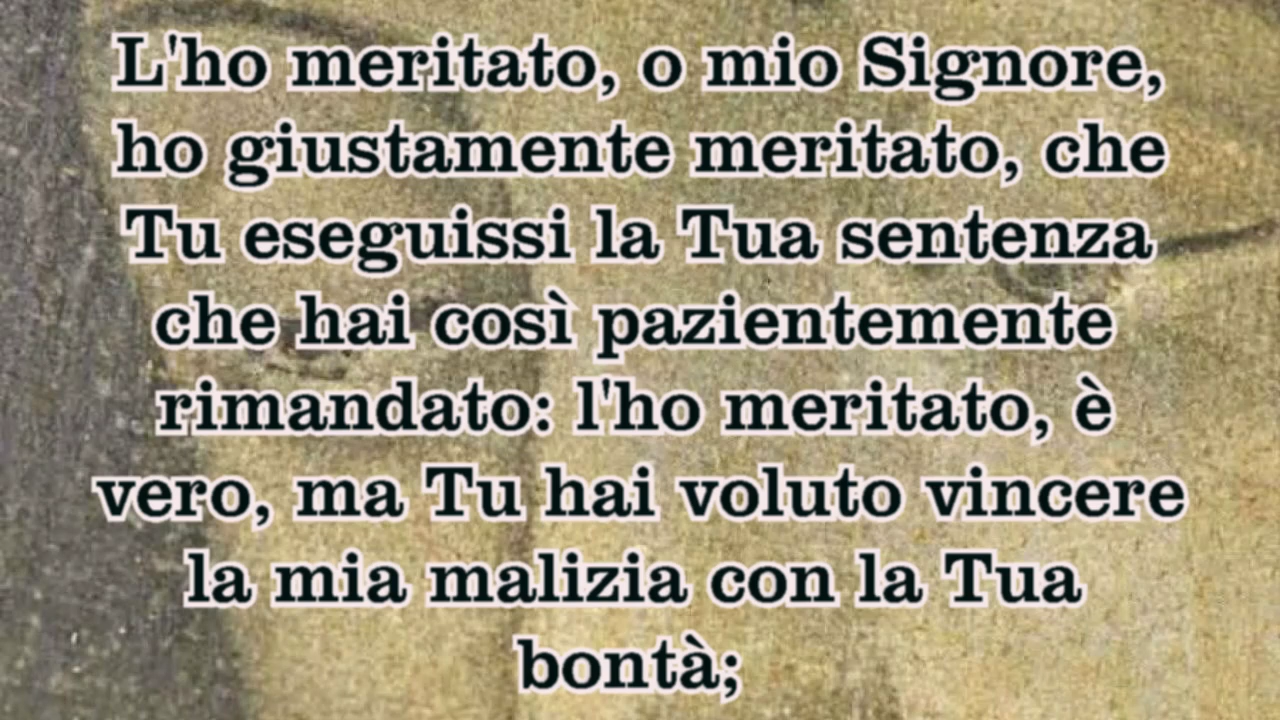 L'ho meritato, o mio Signore,
ho giustamente meritato, che
Tu eseguissi la Tua sentenza
che hai così pazientemente
rimandato: l'ho meritato, è
vero, ma Tu hai voluto vincere
la mia malizia con la Tua
bontà;